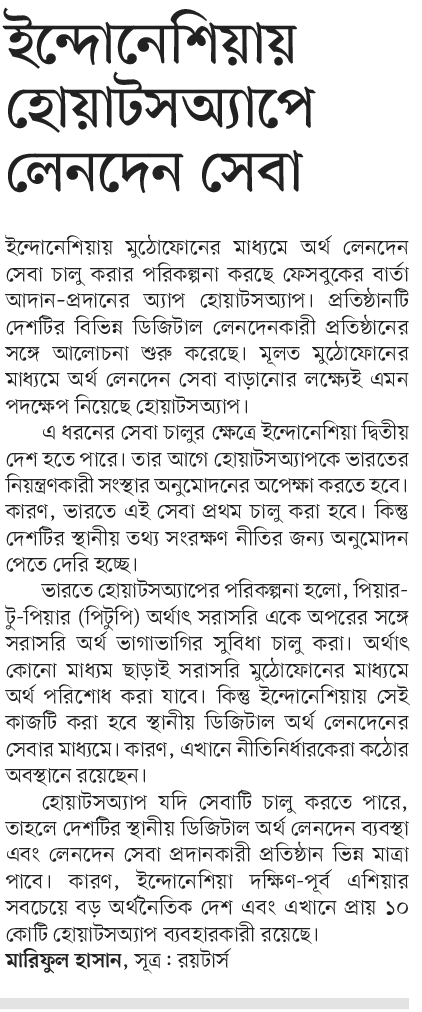 ইন্দোনেশিয়ায়
হোয়াটসঅ্যাপে
লেনদেন সেবা
ইন্দোনেশিয়ায় মুঠোফোনের মাধ্যমে অর্থ লেনদেন
সেবা চালু করার পরিকল্পনা করছে ফেসবুকের বার্তা
আদান-প্রদানের অ্যাপ হোয়াটসঅ্যাপ। প্রতিষ্ঠানটি
দেশটির বিভিন্ন ডিজিটাল লেনদেনকারী প্রতিষ্ঠানের
সঙ্গে আলোচনা শুরু করেছে। মূলত মুঠোফোনের
মাধ্যমে অর্থ লেনদেন সেবা বাড়ানোর লক্ষ্যেই এমন
পদক্ষেপ নিয়েছে হোয়াটসঅ্যাপ।
এ ধরনের সেবা চালুর ক্ষেত্রে ইন্দোনেশিয়া দ্বিতীয়
দেশ হতে পারে। তার আগে হোয়াটসঅ্যাপকে ভারতের
নিয়ন্ত্রণকারী সংস্থার অনুমোদনের অপেক্ষা করতে হবে।
কারণ, ভারতে এই সেবা প্রথম চালু করা হবে। কিন্তু
দেশটির স্থানীয় তথ্য সংরক্ষণ নীতির জন্য অনুমোদন
পেতে দেরি হচ্ছে।
ভারতে হোয়াটসঅ্যাপের পরিকল্পনা হলো, পিয়ার-
টু-পিয়ার (পিটুপি) অর্থাৎ সরাসরি একে অপরের সঙ্গে
সরাসরি অর্থ ভাগাভাগির সুবিধা চালু করা। অর্থাৎ
কোনো মাধ্যম ছাড়াই সরাসরি মুঠোফোনের মাধ্যমে
অর্থ পরিশোধ করা যাবে। কিন্তু ইন্দোনেশিয়ায় সেই
কাজটি করা হবে স্থানীয় ডিজিটাল অর্থ লেনদেনের
সেবার মাধ্যমে। কারণ, এখানে নীতিনির্ধারকেরা কঠোর
অবস্থানে রয়েছেন।
হোয়াটসঅ্যাপ যদি সেবাটি চালু করতে পারে,
তাহলে দেশটির স্থানীয় ডিজিটাল অর্থ লেনদেন ব্যবস্থা
এবং লেনদেন সেবা প্রদানকারী প্রতিষ্ঠান ভিন্ন মাত্রা
পাবে। কারণ, ইন্দোনেশিয়া দক্ষিণ-পূর্ব এশিয়ার
সবচেয়ে বড় অর্থনৈতিক দেশ এবং এখানে প্রায় ১০
কোটি হোয়াটসঅ্যাপ ব্যবহারকারী রয়েছে।
মারিফুল হাসান, সূত্র : রয়টার্স